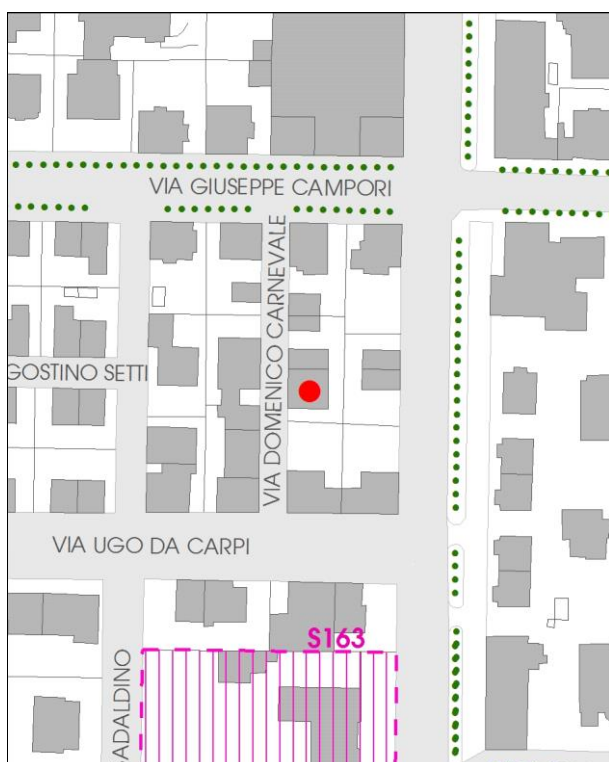 VIA GIUSEPPE CAMPORI
VIA DOMENICO CARNEVALE
GOSTINO SETTI
VIA UGO DA CARPI
S163
ADALDINO